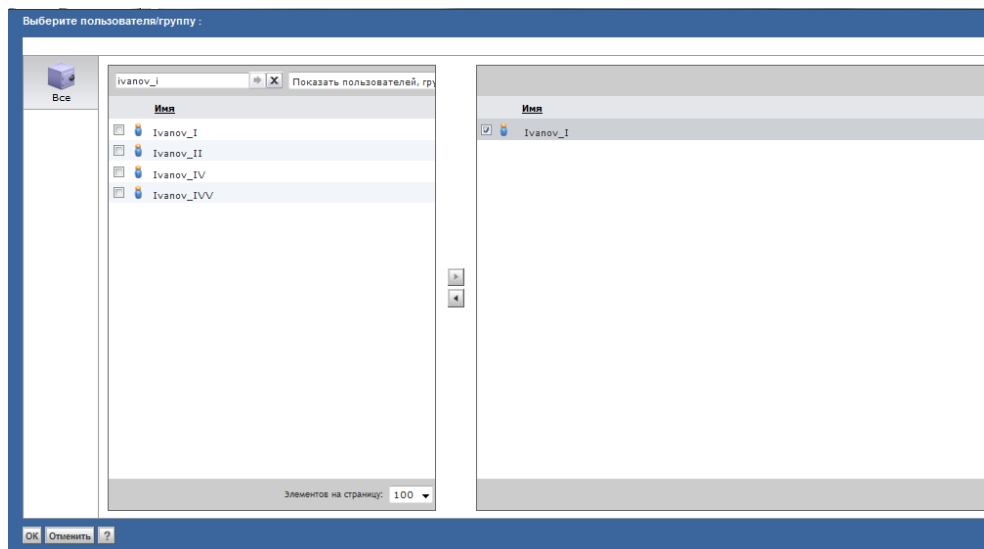 Выберите пользователя/группу :
Все
ivanov_i X Показать пользователей, гру
Имя
Ivanov_I
Ivanov_II
Ivanov_IV
Ivanov_IVV
Элементов на страницу: 100
Имя
Ivanov_I
OK Отменить ?